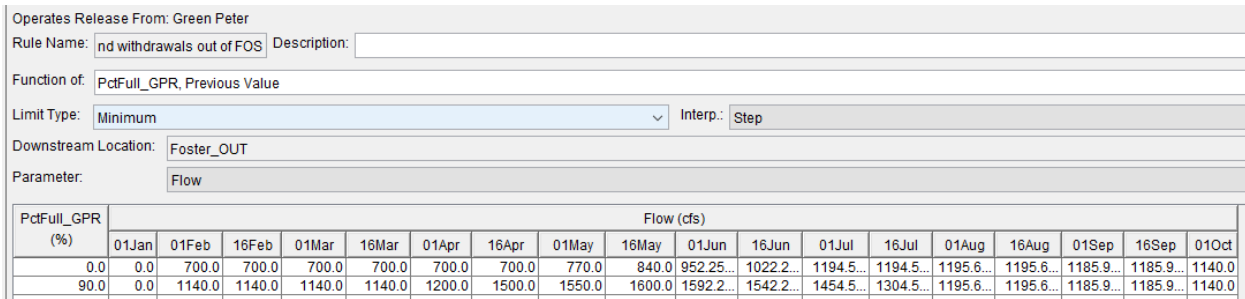 Operates Release From: Green Peter
Rule Name: nd withdrawals out of FOS Description:
Function of: PctFull_GPR, Previous Value
Limit Type: Minimum Interp.: Step
Downstream Location: Foster_OUT
Parameter: Flow
PctFull_GPR Flow (cfs)
(%) 01Jan 01Feb 16Feb 01Mar 16Mar 01Apr 16Apr 01May 16May 01Jun 16Jun 01Jul 16Jul 01Aug 16Aug 01Sep 16Sep 01Oct
0.0 0.0 700.0 700.0 700.0 700.0 700.0 700.0 770.0 840.0 952.25... 1022.2... 1194.5... 1194.5... 1195.6... 1195.6... 1185.9... 1185.9... 1140.0
90.0 0.0 1140.0 1140.0 1140.0 1140.0 1200.0 1500.0 1550.0 1600.0 1592.2... 1542.2... 1454.5... 1304.5... 1195.6... 1195.6... 1185.9... 1185.9... 1140.0